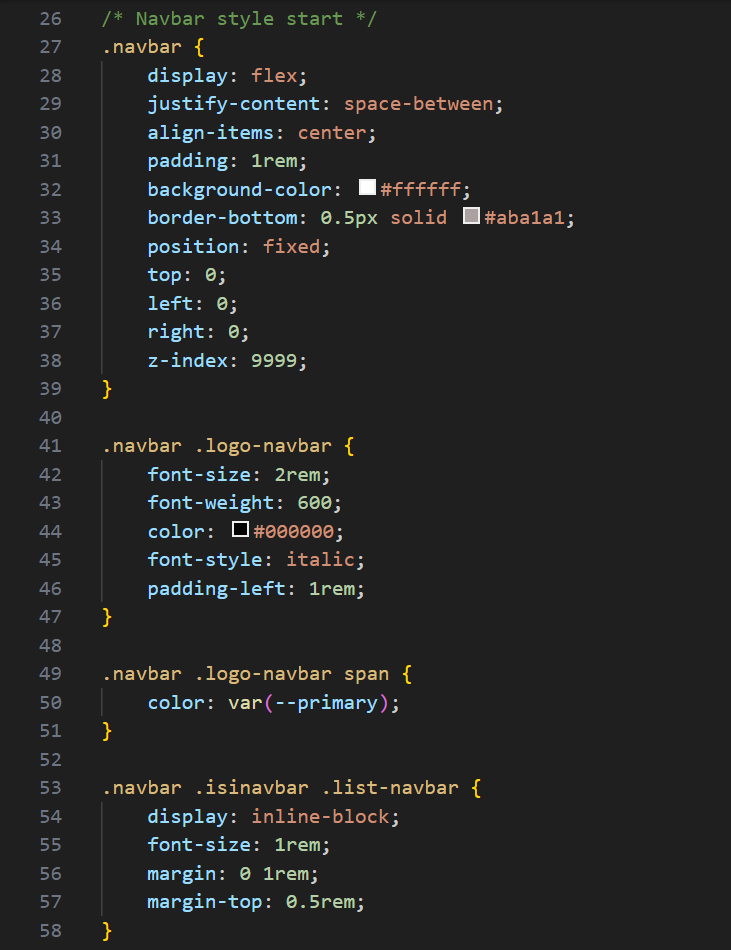 26 /* Navbar style start */
27 .navbar {
28     display: flex;
29     justify-content: space-between;
30     align-items: center;
31     padding: 1rem;
32     background-color: #ffffff;
33     border-bottom: 0.5px solid #aba1a1;
34     position: fixed;
35     top: 0;
36     left: 0;
37     right: 0;
38     z-index: 9999;
39 }
40
41 .navbar .logo-navbar {
42     font-size: 2rem;
43     font-weight: 600;
44     color: #000000;
45     font-style: italic;
46     padding-left: 1rem;
47 }
48
49 .navbar .logo-navbar span {
50     color: var(--primary);
51 }
52
53 .navbar .isinavbar .list-navbar {
54     display: inline-block;
55     font-size: 1rem;
56     margin: 0 1rem;
57     margin-top: 0.5rem;
58 }